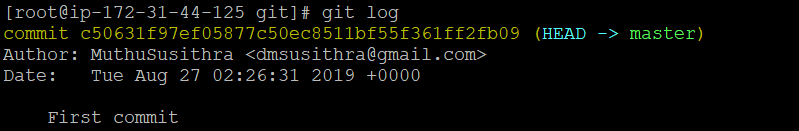 [root@ip-172-31-44-125 git]# git log
commit c50631f97ef05877c50ec8511bf55f361ff2fb09 (HEAD -> master)
Author: MuthuSusithra <dmsusithra@gmail.com>
Date:   Tue Aug 27 02:26:31 2019 +0000
    First commit